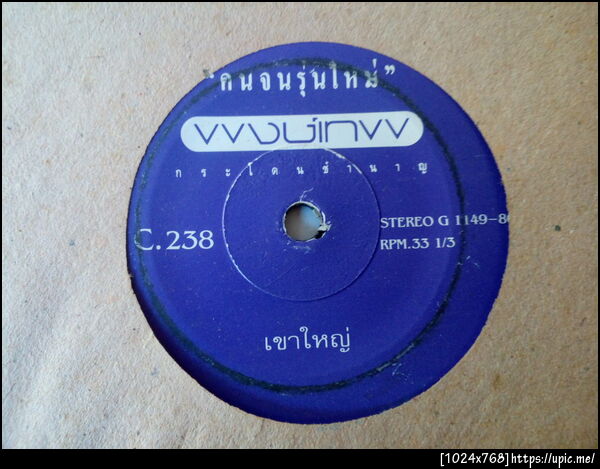 "คนจนรุ่นใหม่"
พงษ์เทพ
กระโดนชำนาญ
C.238
STEREO G 1149-80
RPM.33 1/3
เขาใหญ่
[1024x768]https://upic.me/